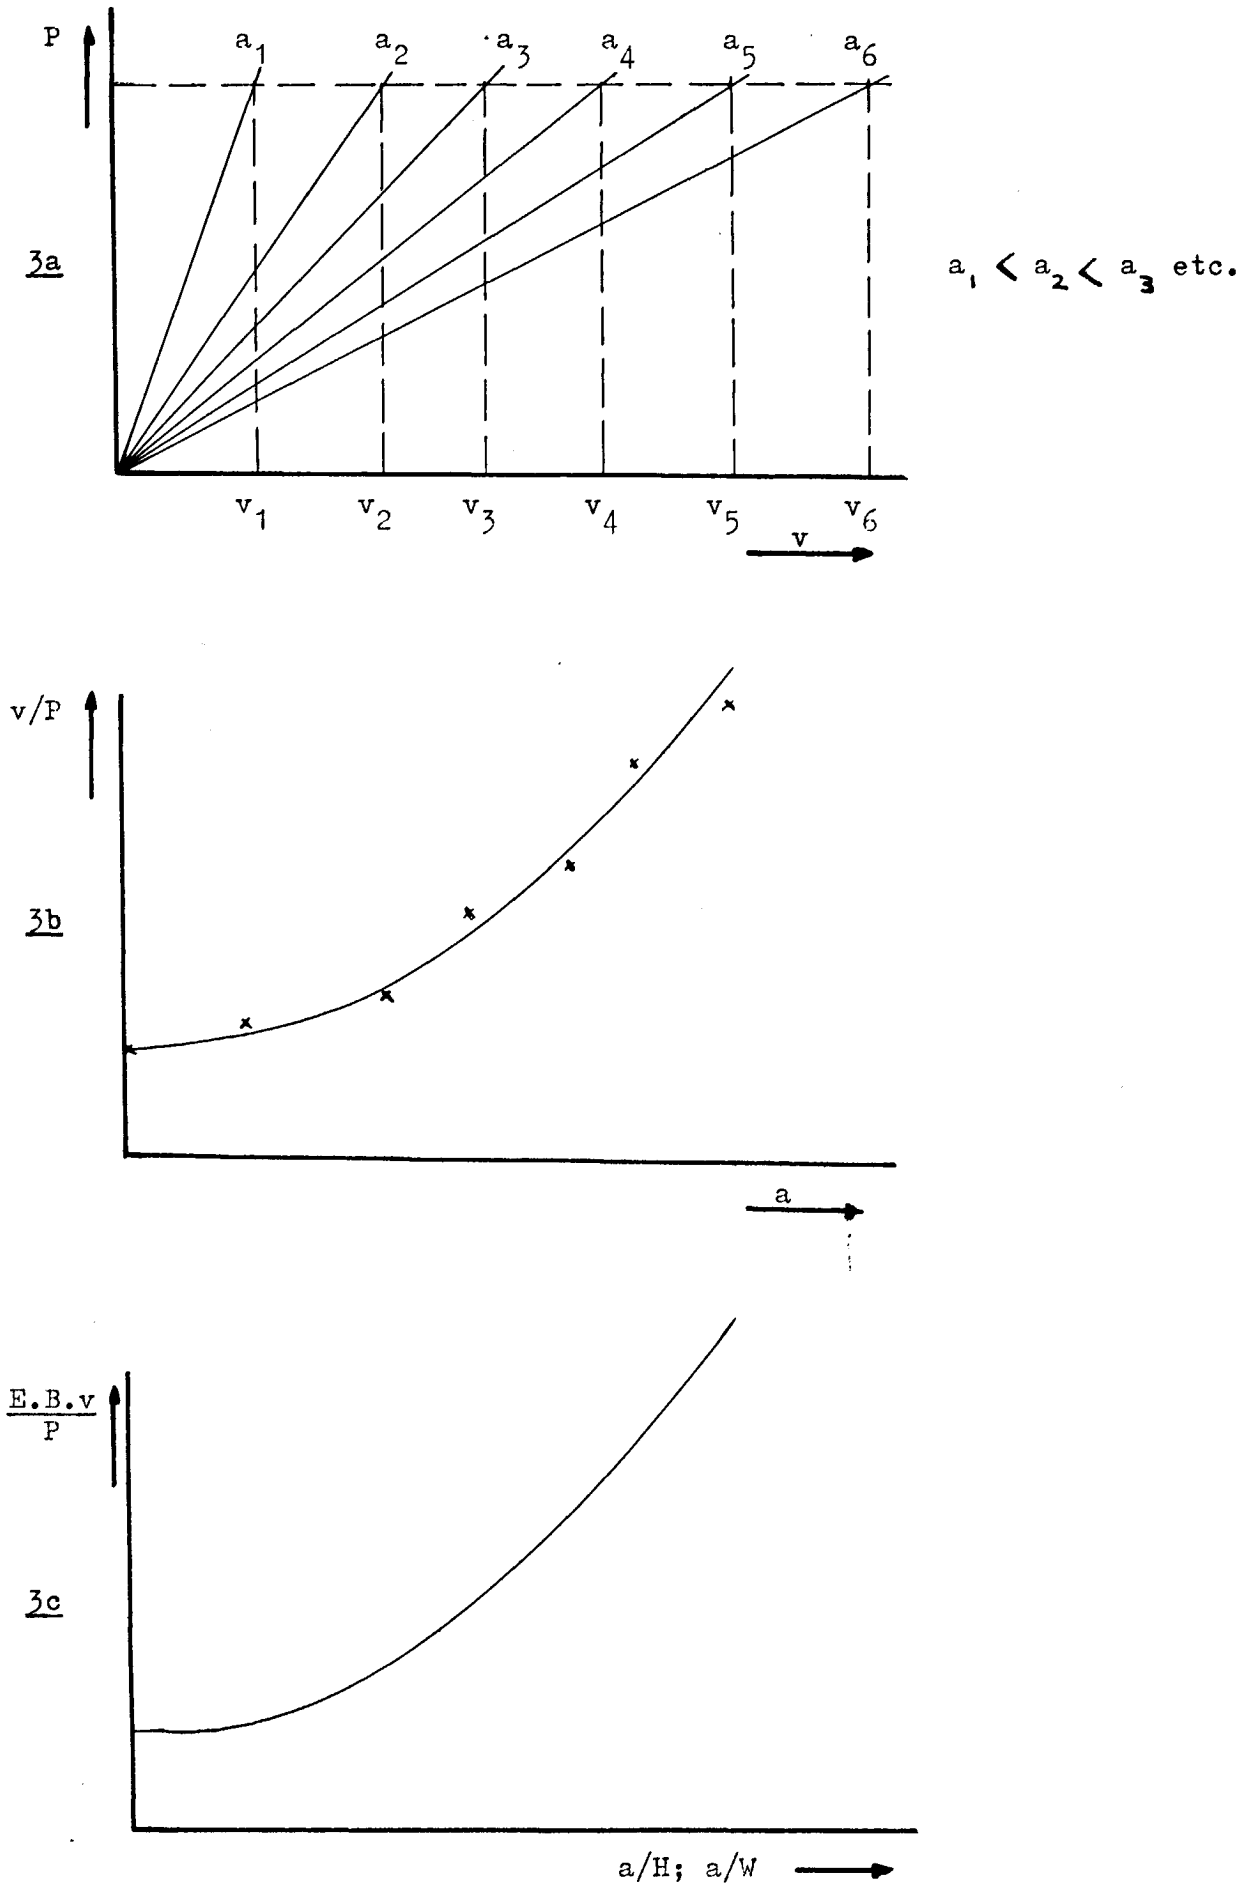 P
a1 a2 a3 a4 a5 a6
3a
a1 < a2 < a3 etc.
v1 v2 v3 v4 v5 v6
v
v/P
3b
a
E.B.v
P
3c
a/H; a/W